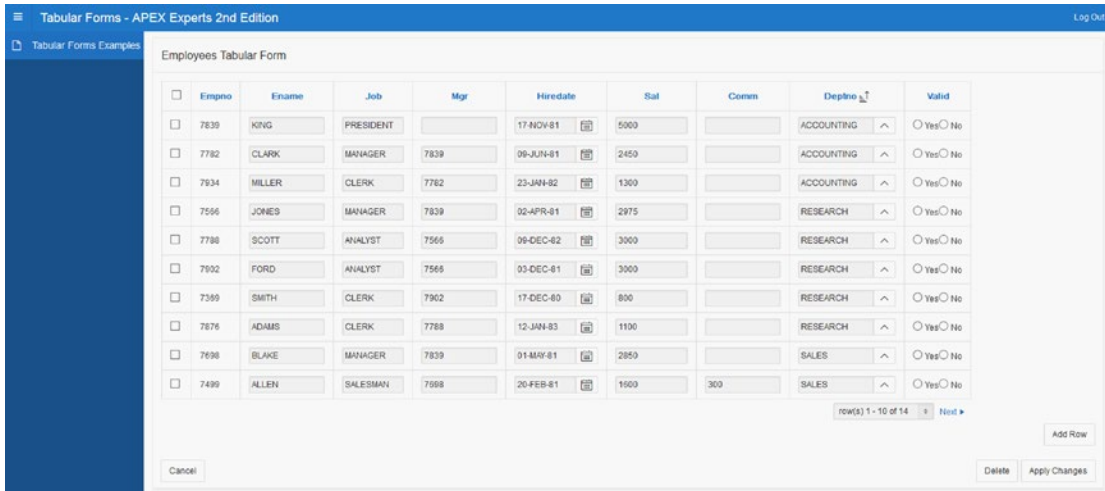 Tabular Forms - APEX Experts 2nd Edition Log Out
Tabular Forms Examples
Employees Tabular Form
Empno Ename Job Mgr Hiredate Sal Comm Deptno Valid
7839 KING PRESIDENT 17-NOV-81 5000 ACCOUNTING Yes No
7782 CLARK MANAGER 7839 09-JUN-81 2450 ACCOUNTING Yes No
7934 MILLER CLERK 7782 23-JAN-82 1300 ACCOUNTING Yes No
7566 JONES MANAGER 7839 02-APR-81 2975 RESEARCH Yes No
7788 SCOTT ANALYST 7566 09-DEC-82 3000 RESEARCH Yes No
7902 FORD ANALYST 7566 03-DEC-81 3000 RESEARCH Yes No
7369 SMITH CLERK 7902 17-DEC-80 800 RESEARCH Yes No
7876 ADAMS CLERK 7788 12-JAN-83 1100 RESEARCH Yes No
7698 BLAKE MANAGER 7839 01-MAY-81 2850 SALES Yes No
7499 ALLEN SALESMAN 7698 20-FEB-81 1600 300 SALES Yes No
row(s) 1 - 10 of 14 Next
Add Row
Cancel Delete Apply Changes